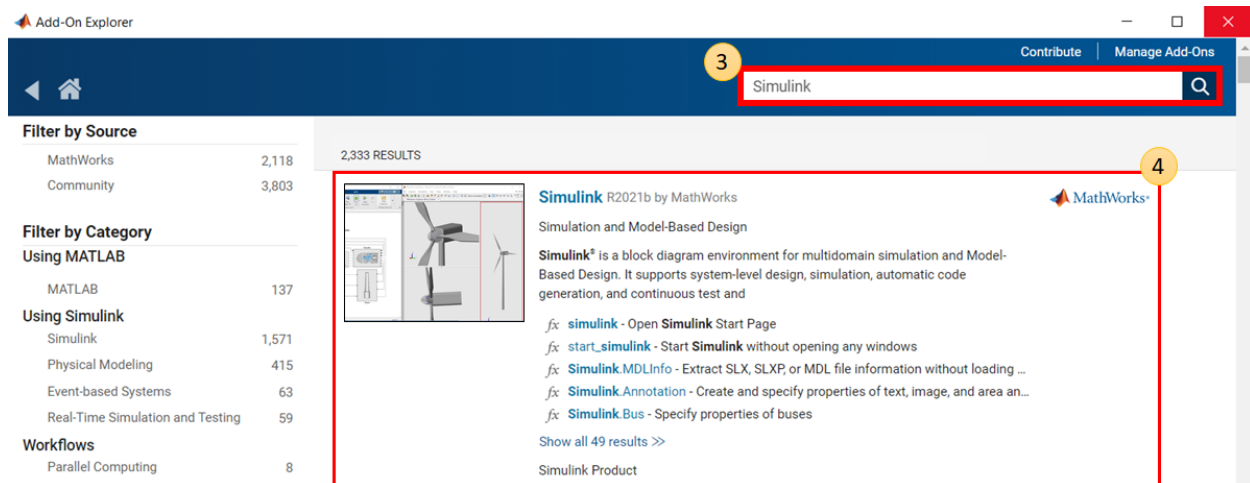 Add-On Explorer
Contribute
Manage Add-Ons
3
Simulink
Filter by Source
MathWorks 2,118
Community 3,803
Filter by Category
Using MATLAB
MATLAB 137
Using Simulink
Simulink 1,571
Physical Modeling 415
Event-based Systems 63
Real-Time Simulation and Testing 59
Workflows
Parallel Computing 8
2,333 RESULTS
4
Simulink R2021b by MathWorks
MathWorks®
Simulation and Model-Based Design
Simulink® is a block diagram environment for multidomain simulation and Model-
Based Design. It supports system-level design, simulation, automatic code
generation, and continuous test and
fx simulink - Open Simulink Start Page
fx start_simulink - Start Simulink without opening any windows
fx Simulink.MDLInfo - Extract SLX, SLXP, or MDL file information without loading ...
fx Simulink.Annotation - Create and specify properties of text, image, and area an...
fx Simulink.Bus - Specify properties of buses
Show all 49 results >>
Simulink Product